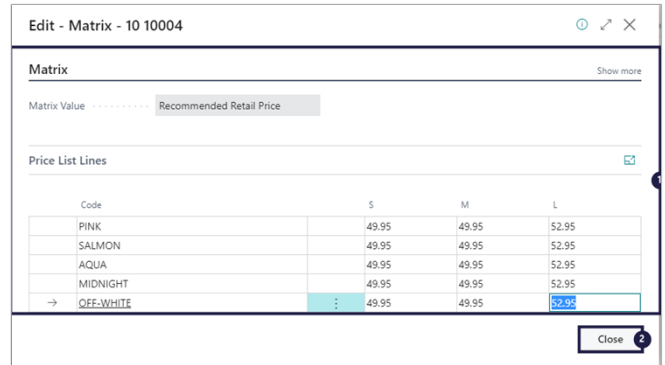 Edit - Matrix - 10 10004
Matrix Show more
Matrix Value Recommended Retail Price
Price List Lines
1
Code S M L
PINK 49.95 49.95 52.95
SALMON 49.95 49.95 52.95
AQUA 49.95 49.95 52.95
MIDNIGHT 49.95 49.95 52.95
→ OFF-WHITE 49.95 49.95 52.95
Close 2